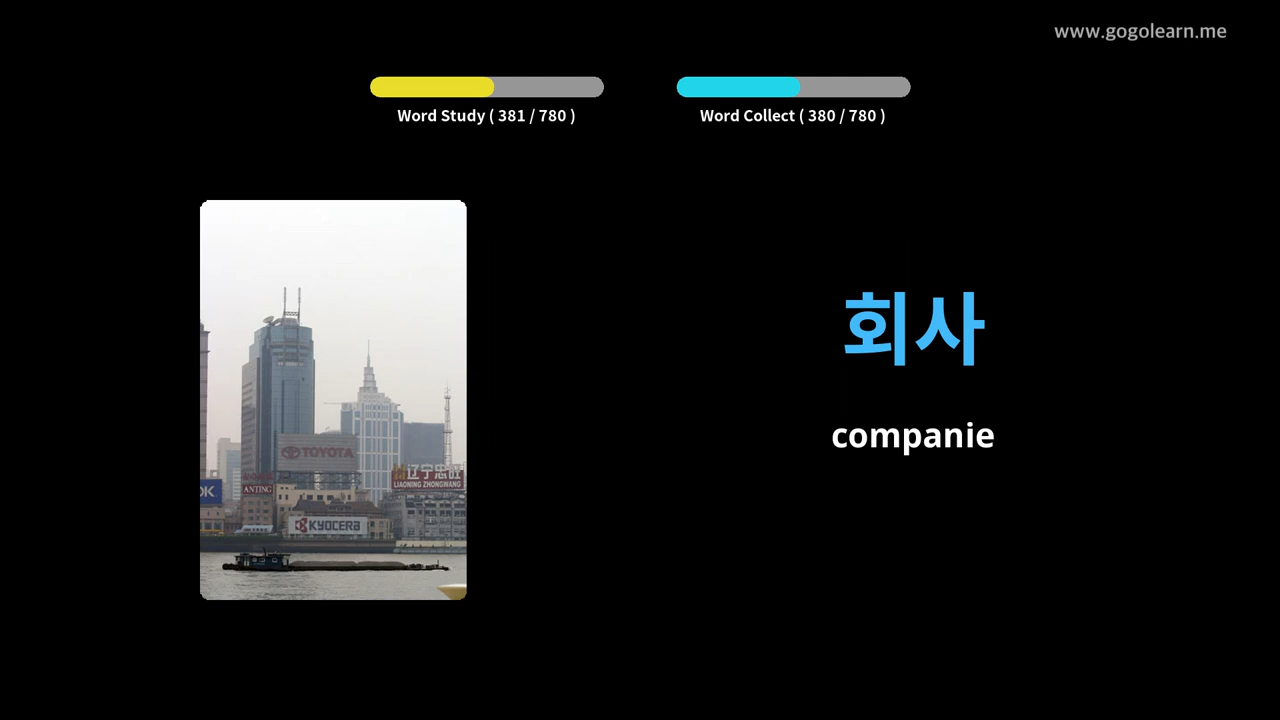 www.gogolearn.me
Word Study ( 381 / 780 )
Word Collect ( 380 / 780 )
회사
companie
TOYOTA
DK
ANTING
辽宁忠旺
LIAONING ZHONGWANG
KYOCERA